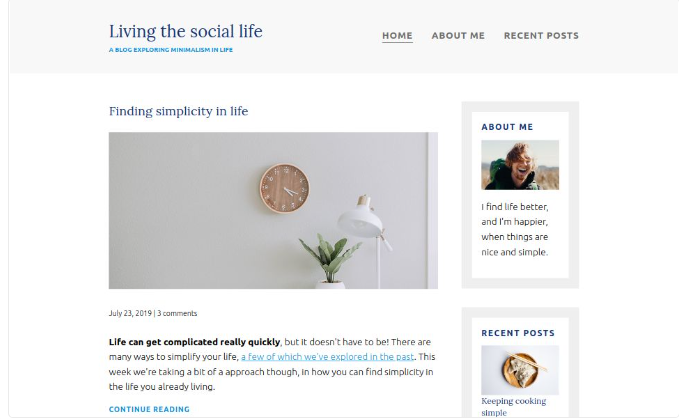 Living the social life
A BLOG EXPLORING MINIMALISM IN LIFE
HOME ABOUT ME RECENT POSTS
Finding simplicity in life
July 23, 2019 | 3 comments
Life can get complicated really quickly, but it doesn't have to be! There are
many ways to simplify your life, a few of which we've explored in the past. This
week we're taking a bit of a approach though, in how you can find simplicity in
the life you already living.
CONTINUE READING
ABOUT ME
I find life better,
and I'm happier,
when things are
nice and simple.
RECENT POSTS
Keeping cooking
simple